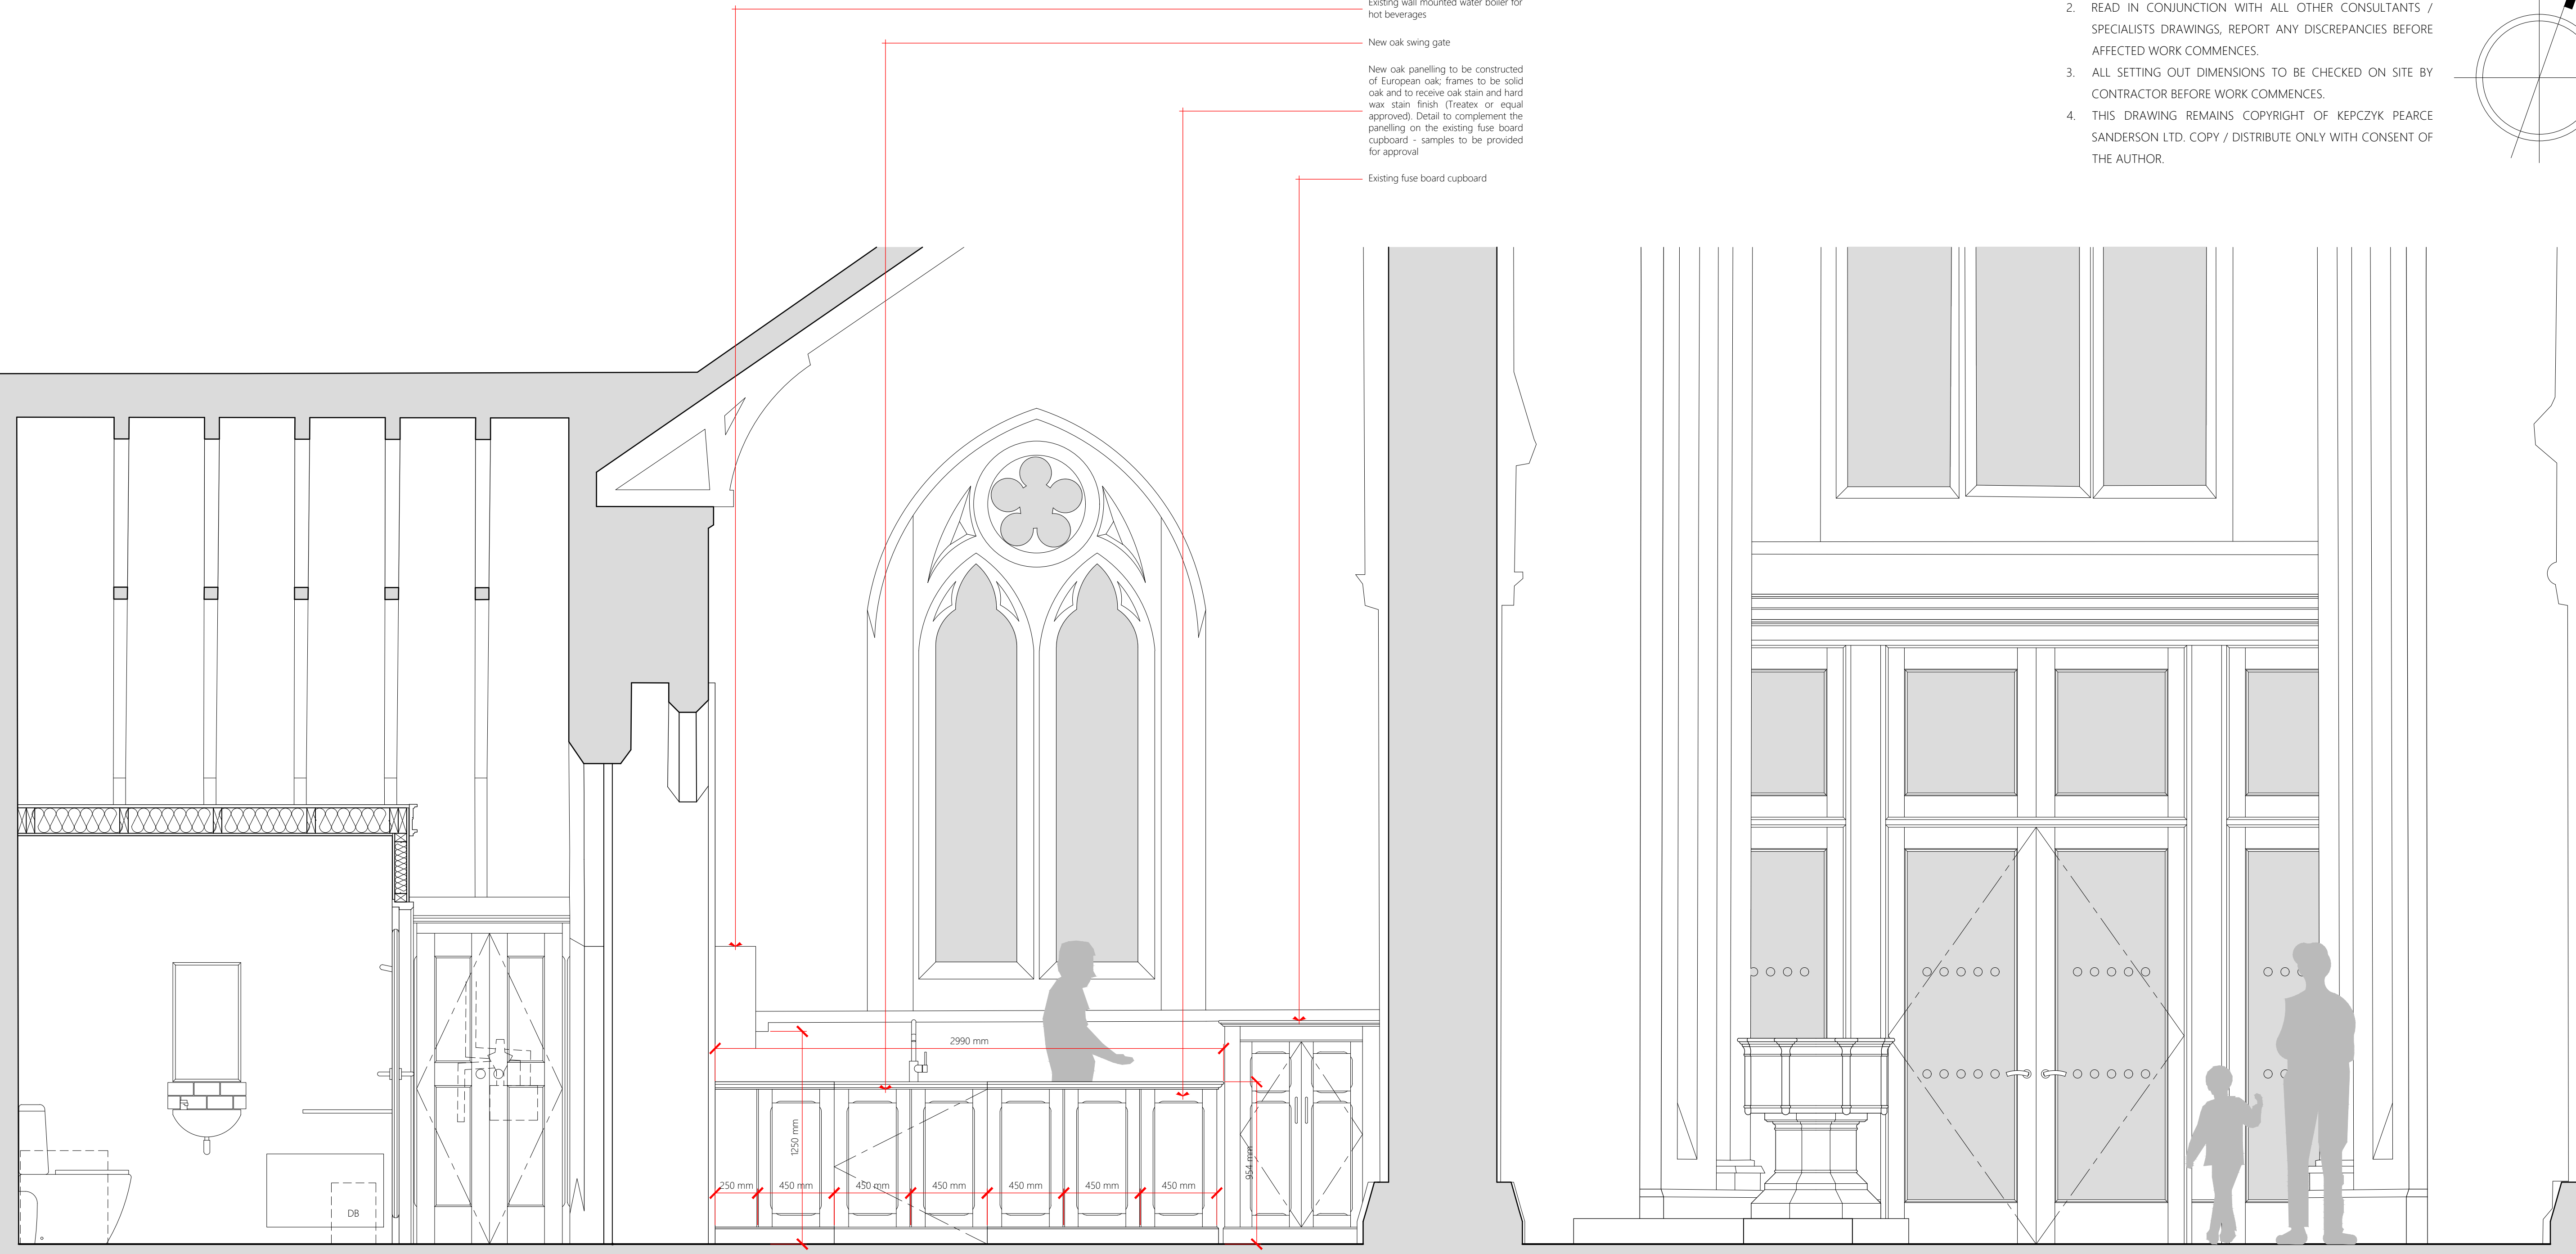 Existing wall mounted water boiler for
hot beverages
New oak swing gate
New oak panelling to be constructed
of European oak; frames to be solid
oak and to receive oak stain and hard
wax stain finish (Treatex or equal
approved). Detail to complement the
panelling on the existing fuse board
cupboard - samples to be provided
for approval
Existing fuse board cupboard
2. READ IN CONJUNCTION WITH ALL OTHER CONSULTANTS /
SPECIALISTS DRAWINGS, REPORT ANY DISCREPANCIES BEFORE
AFFECTED WORK COMMENCES.
3. ALL SETTING OUT DIMENSIONS TO BE CHECKED ON SITE BY
CONTRACTOR BEFORE WORK COMMENCES.
4. THIS DRAWING REMAINS COPYRIGHT OF KEPCZYK PEARCE
SANDERSON LTD. COPY / DISTRIBUTE ONLY WITH CONSENT OF
THE AUTHOR.
2990 mm
1250 mm
954 mm
250 mm
450 mm
450 mm
450 mm
450 mm
450 mm
450 mm
DB